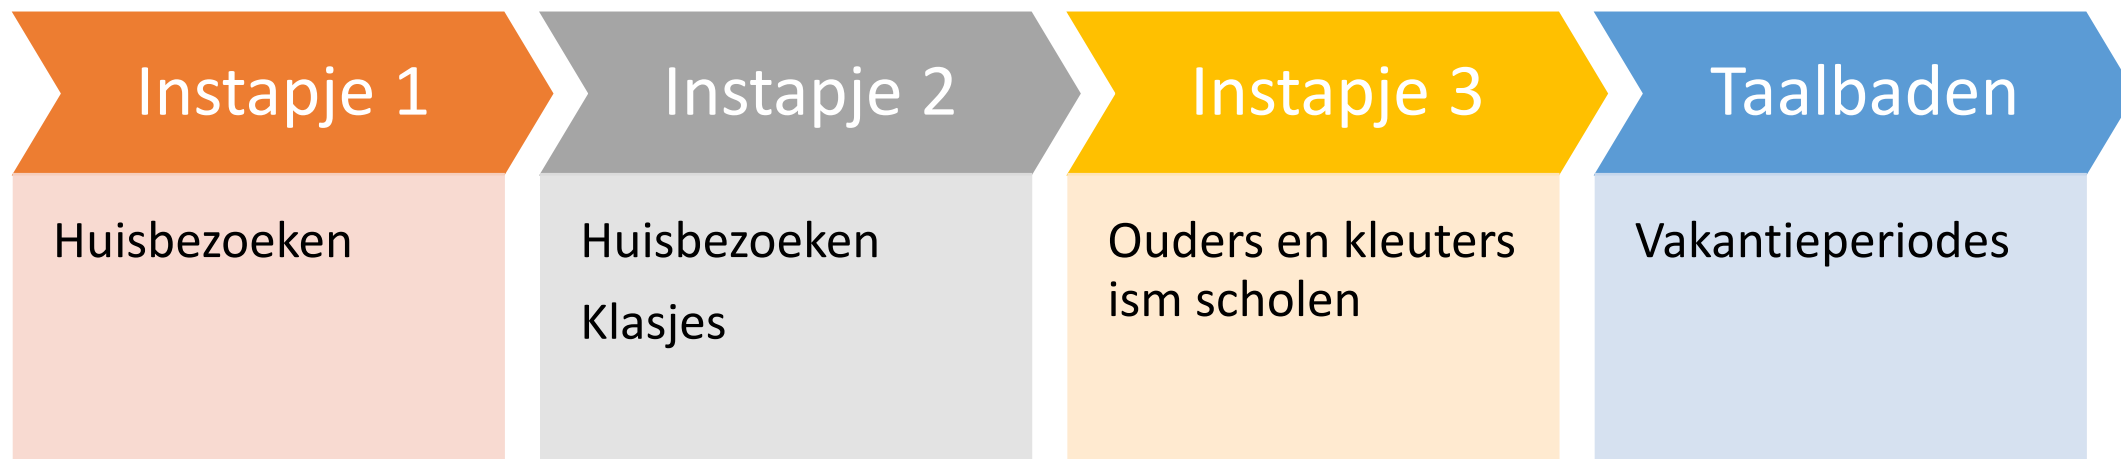 Instapje 1
Huisbezoeken
Instapje 2
Huisbezoeken
Klasjes
Instapje 3
Ouders en kleuters
ism scholen
Taalbaden
Vakantieperiodes